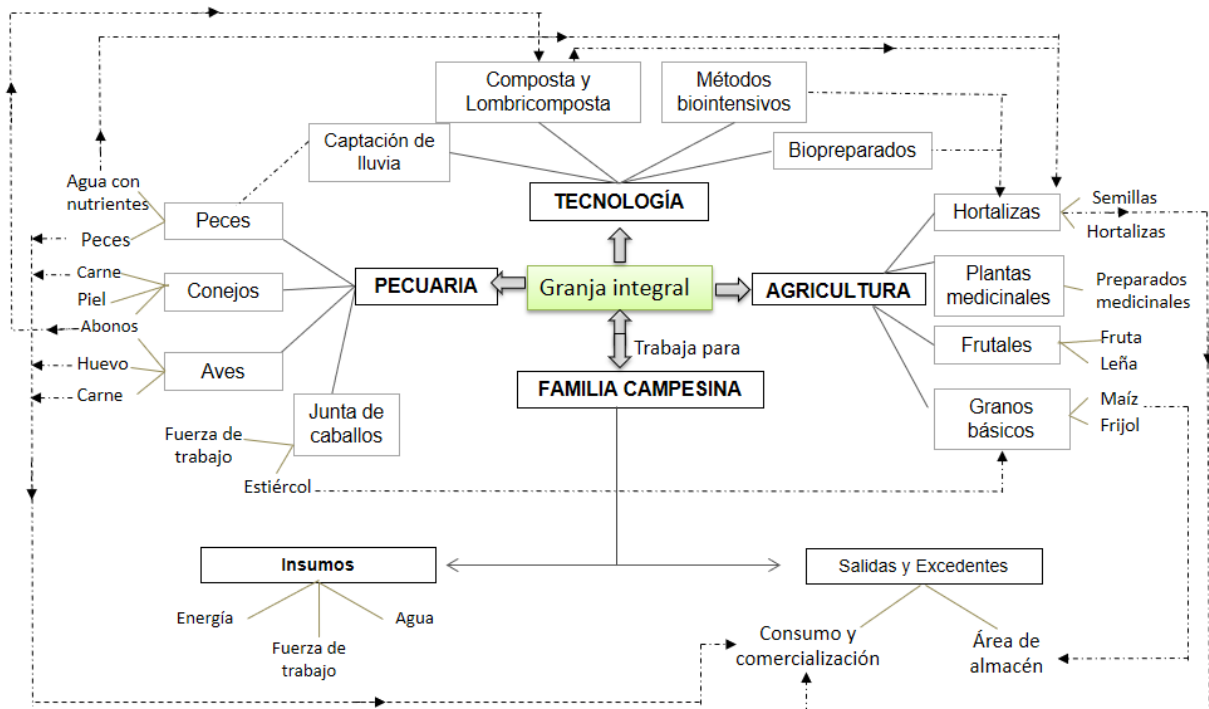 Composta y
Lombricomposta
Métodos
biointensivos
Captación de
lluvia
Biopreparados
TECNOLOGÍA
Agua con
nutrientes
Peces
Peces
Carne
Piel
Abonos
Conejos
Huevo
Carne
Aves
PECUARIA
Junta de
caballos
Fuerza de
trabajo
Estiércol
Granja integral
Trabaja para
FAMILIA CAMPESINA
AGRICULTURA
Hortalizas
Semillas
Hortalizas
Plantas
medicinales
Preparados
medicinales
Frutales
Fruta
Leña
Granos
básicos
Maíz
Frijol
Insumos
Energía
Fuerza de
trabajo
Agua
Salidas y Excedentes
Consumo y
comercialización
Área de
almacén